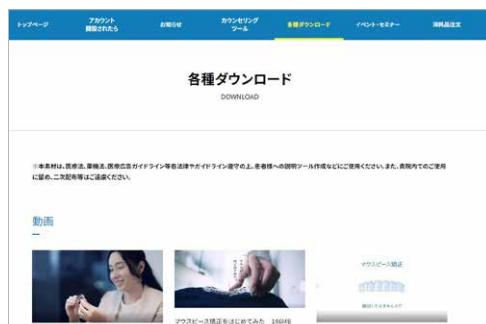 トップページ
アカウント
開設されたら
お知らせ
カウンセリング
ツール
各種ダウンロード
イベント・セミナー
消耗品注文
各種ダウンロード
DOWNLOAD
※本素材は、医療法、薬機法、医療広告ガイドライン等各法律やガイドライン遵守の上、患者様への説明ツール作成などにご使用ください。また、貴院内でのご使用
に留め、二次配布等はご遠慮ください。
動画
マウスピース矯正
マウスピース矯正をはじめてみた 146MB